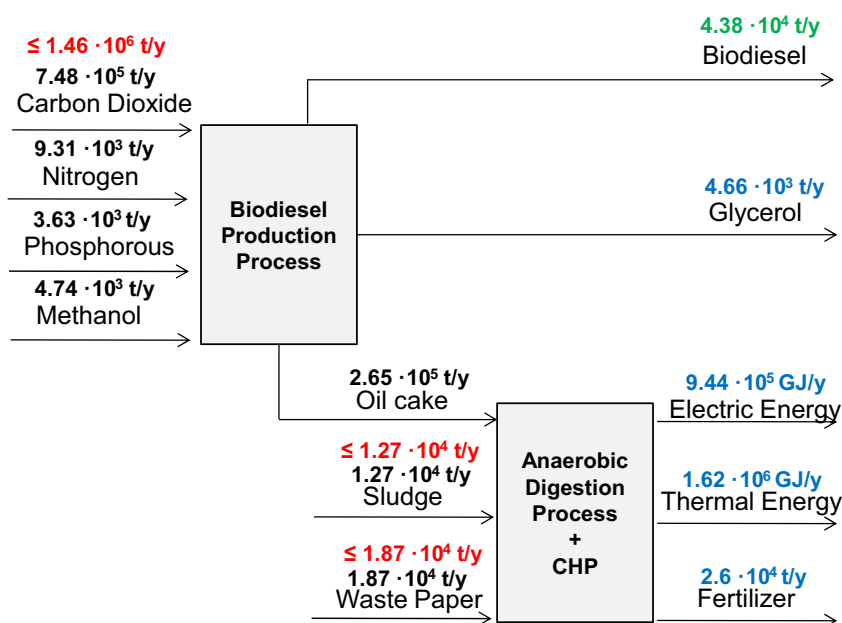 ≤ 1.46 ·10⁶ t/y
7.48 ·10⁵ t/y
Carbon Dioxide
9.31 ·10³ t/y
Nitrogen
3.63 ·10³ t/y
Phosphorous
4.74 ·10³ t/y
Methanol
Biodiesel
Production
Process
4.38 ·10⁴ t/y
Biodiesel
4.66 ·10³ t/y
Glycerol
2.65 ·10⁵ t/y
Oil cake
≤ 1.27 ·10⁴ t/y
1.27 ·10⁴ t/y
Sludge
≤ 1.87 ·10⁴ t/y
1.87 ·10⁴ t/y
Waste Paper
Anaerobic
Digestion
Process
+
CHP
9.44 ·10⁵ GJ/y
Electric Energy
1.62 ·10⁶ GJ/y
Thermal Energy
2.6 ·10⁴ t/y
Fertilizer